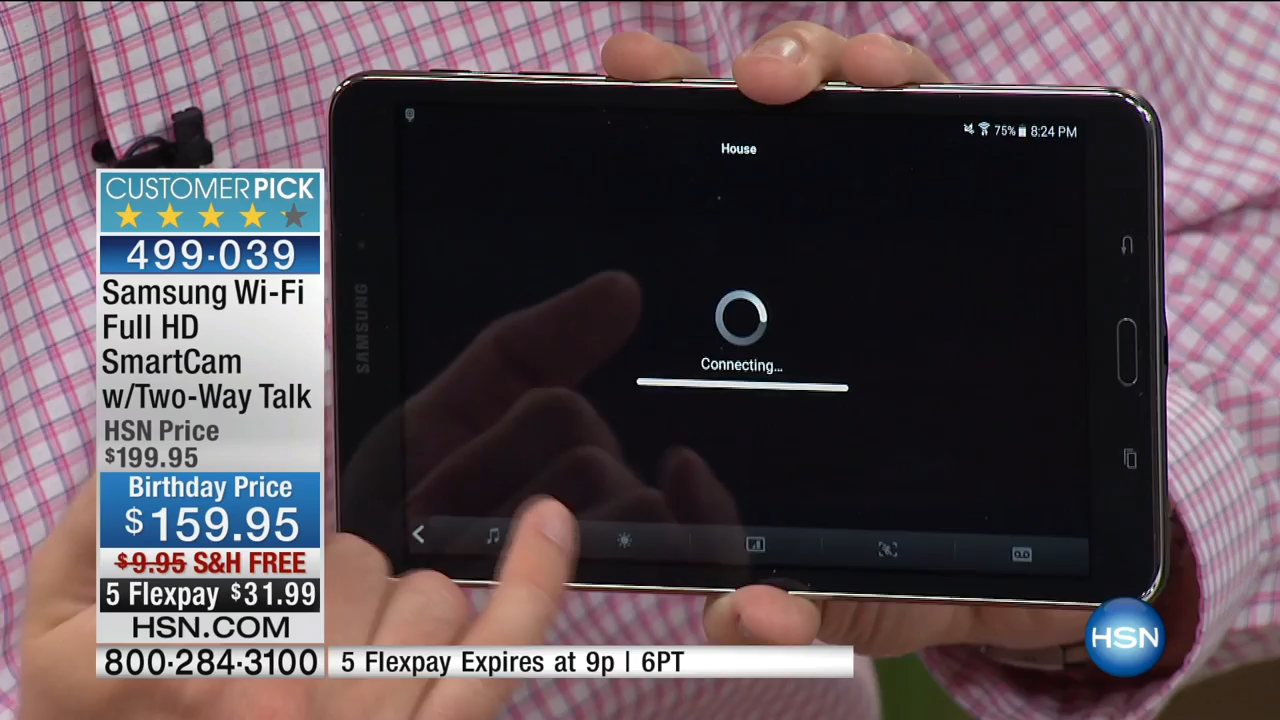 CUSTOMER PICK
499-039
Samsung Wi-Fi
Full HD
SmartCam
w/Two-Way Talk
HSN Price
$199.95
Birthday Price
$159.95
$9.95 S&H FREE
5 Flexpay $31.99
HSN.COM
800-284-3100
5 Flexpay Expires at 9p | 6PT
House
75% 8:24 PM
SAMSUNG
Connecting...
HSN